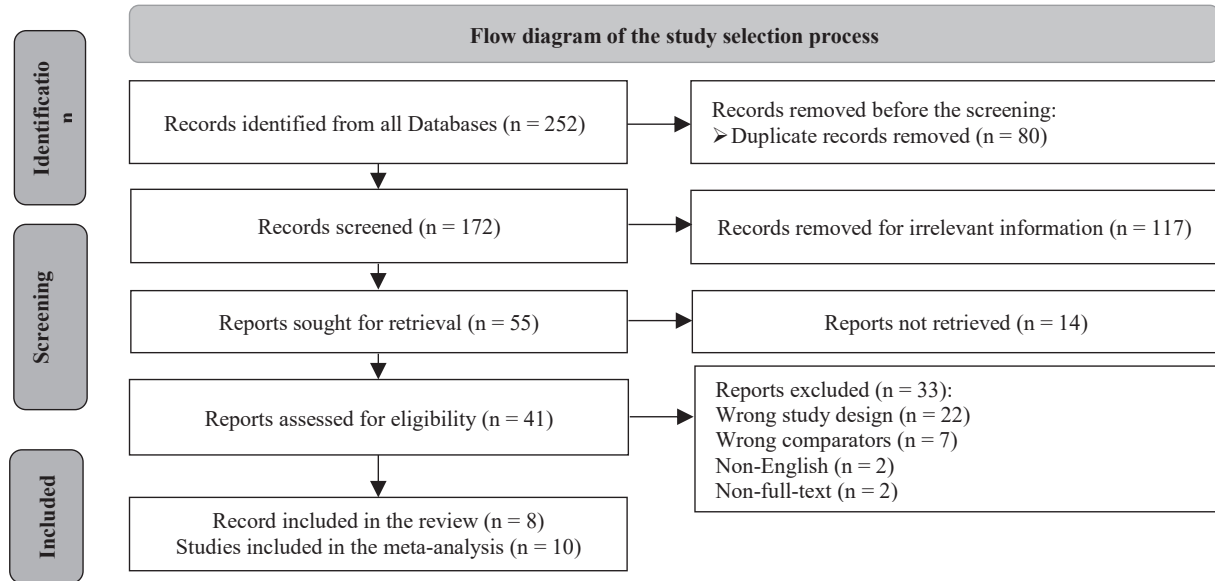 Flow diagram of the study selection process
Identificatio
n
Records identified from all Databases (n = 252)
Records removed before the screening:
➢ Duplicate records removed (n = 80)
Screening
Records screened (n = 172)
Records removed for irrelevant information (n = 117)
Reports sought for retrieval (n = 55)
Reports not retrieved (n = 14)
Reports assessed for eligibility (n = 41)
Reports excluded (n = 33):
Wrong study design (n = 22)
Wrong comparators (n = 7)
Non-English (n = 2)
Non-full-text (n = 2)
Included
Record included in the review (n = 8)
Studies included in the meta-analysis (n = 10)